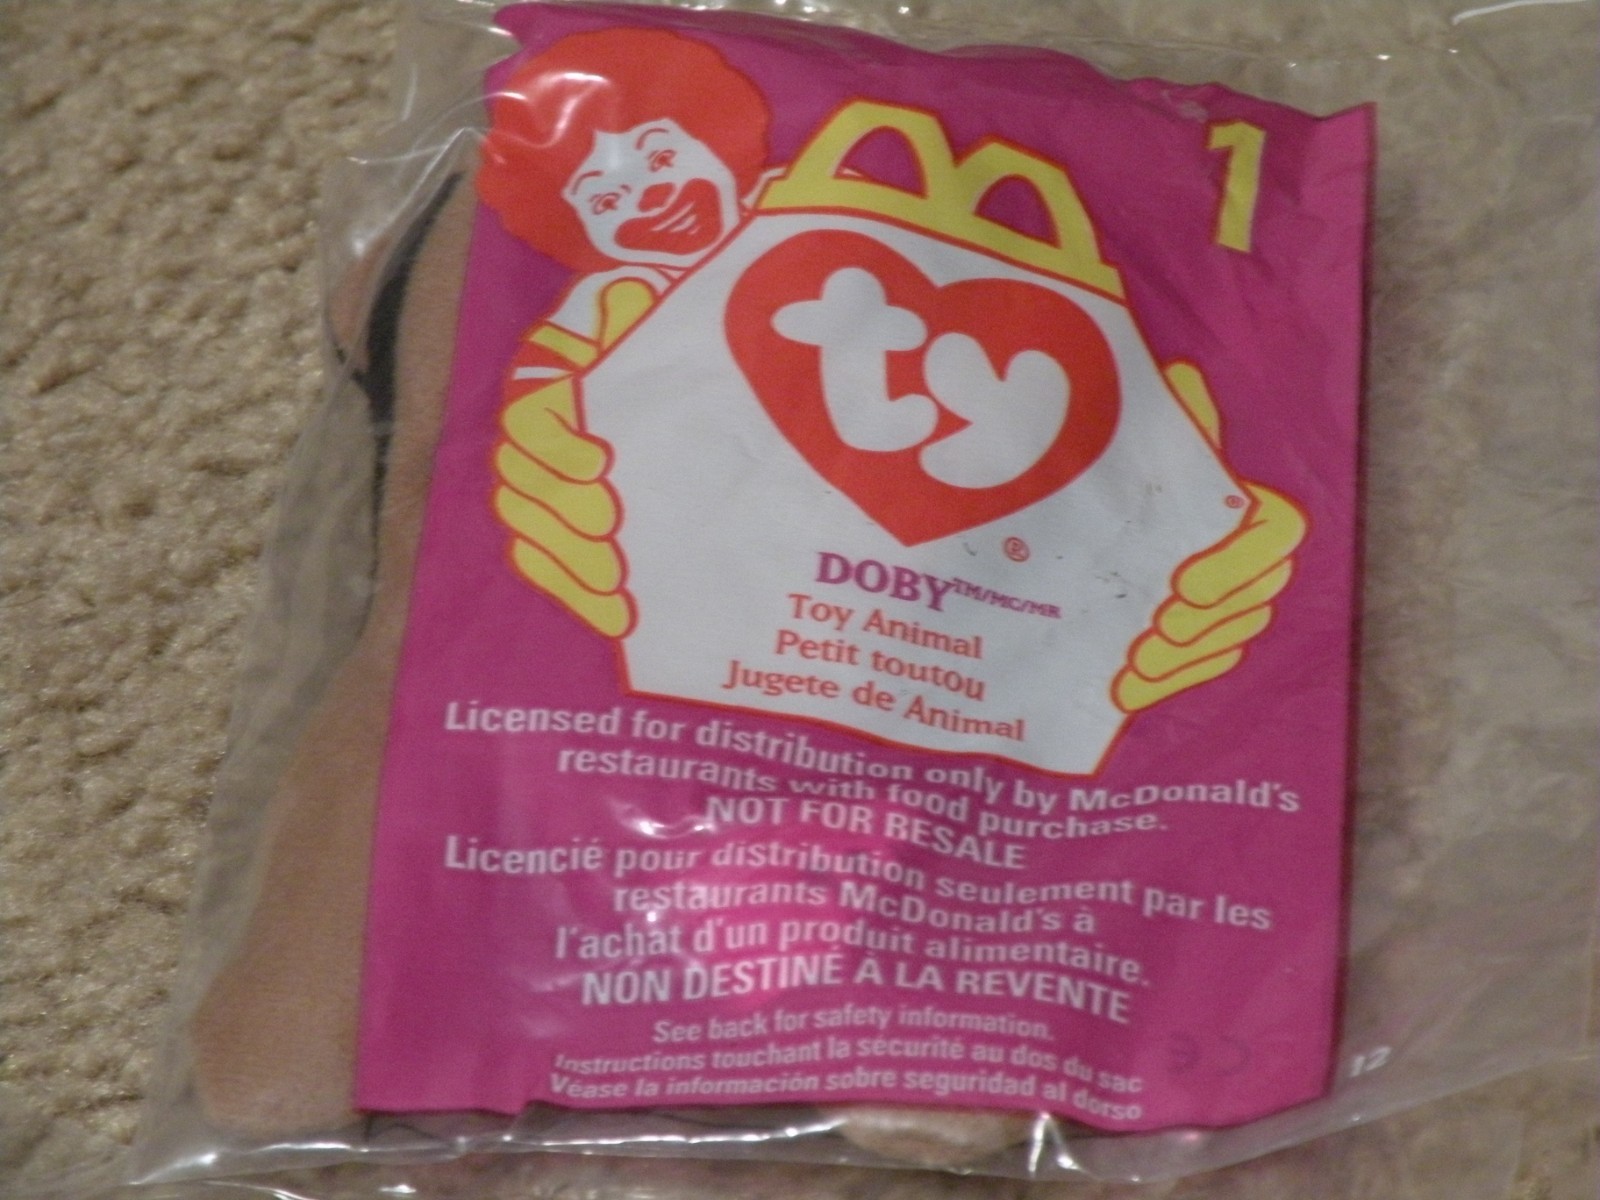 1
ty
®
®
DOBY™/MC/MR
Toy Animal
Petit toutou
Jugete de Animal
Licensed for distribution only by McDonald's
restaurants with food purchase.
NOT FOR RESALE
Licencié pour distribution seulement par les
restaurants McDonald's à
l'achat d'un produit alimentaire.
NON DESTINÉ À LA REVENTE
See back for safety information.
Instructions touchant la sécurité au dos du sac
Véase la información sobre seguridad al dorso
12